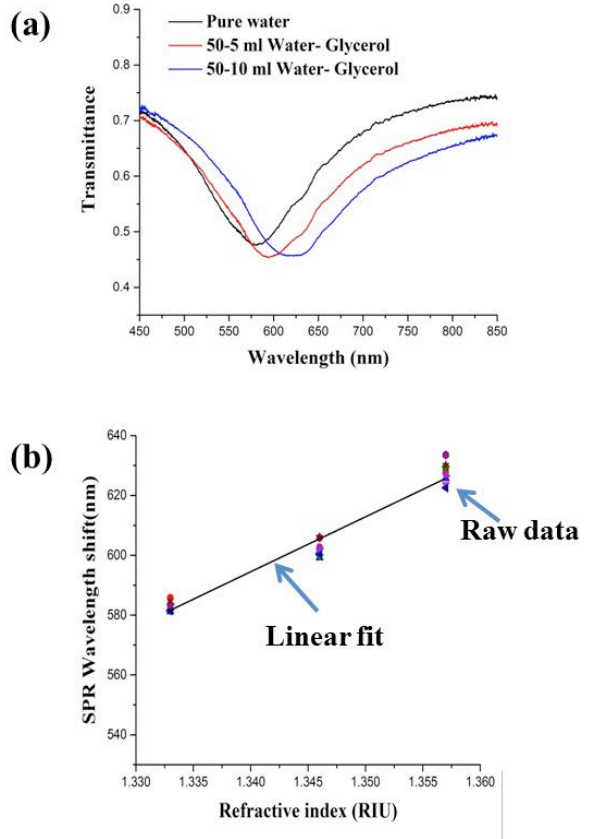 (a)
Pure water
50-5 ml Water- Glycerol
50-10 ml Water- Glycerol
0.9
0.8
0.7
0.6
0.5
0.4
Transmittance
450 500 550 600 650 700 750 800 850
Wavelength (nm)
(b)
640
620
600
580
560
540
SPR Wavelength shift(nm)
Raw data
Linear fit
1.330 1.335 1.340 1.345 1.350 1.355 1.360
Refractive index (RIU)